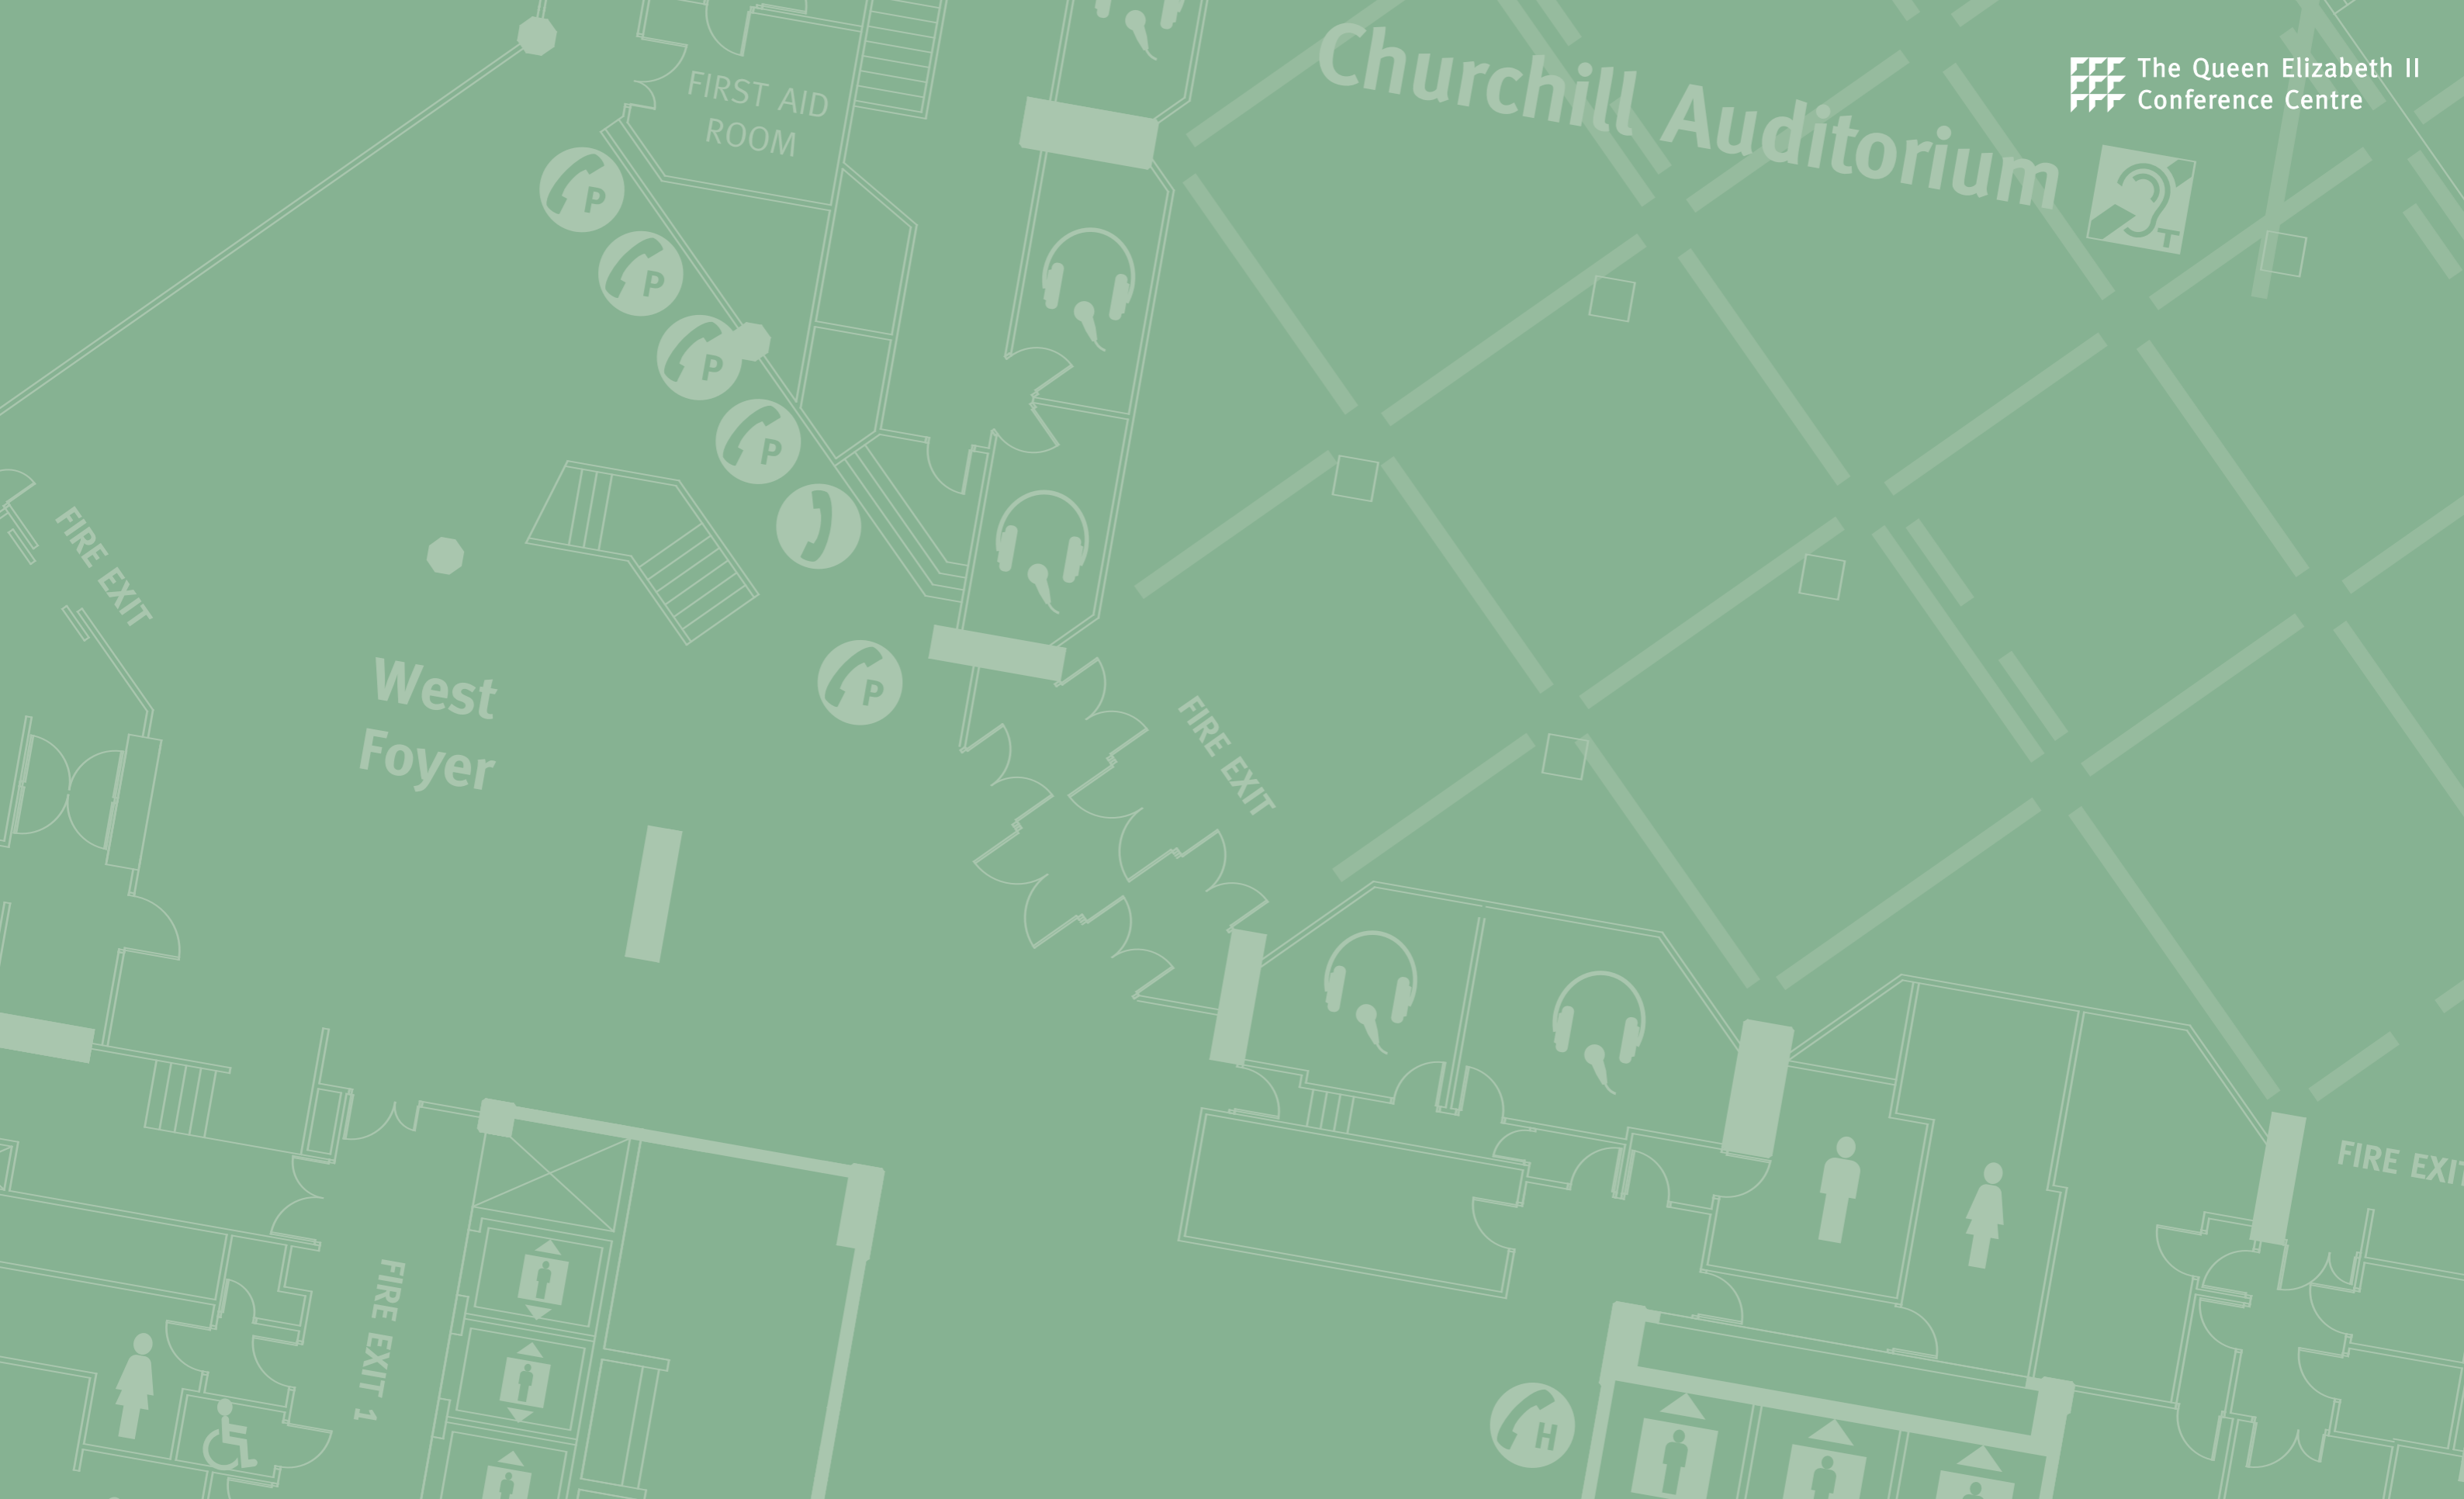 Churchill Auditorium
The Queen Elizabeth II
Conference Centre
FIRST AID
ROOM
T
P
P
P
P
P
FIRE EXIT
West
Foyer
FIRE EXIT
FIRE EXIT
FIRE EXIT 1
H